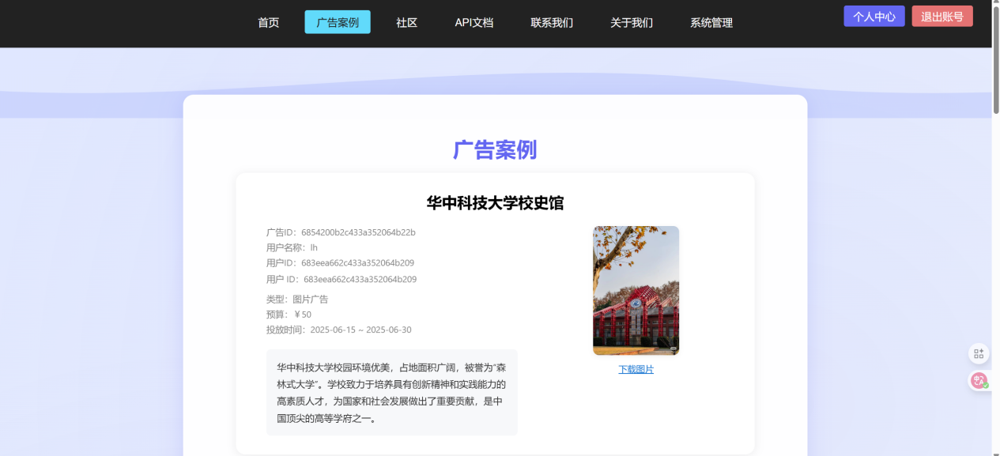 首页 广告案例 社区 API文档 联系我们 关于我们 系统管理 个人中心 退出账号
广告案例
华中科技大学校史馆
广告ID：6854200b2c433a352064b22b
用户名称：lh
用户ID：683eea662c433a352064b209
用户 ID：683eea662c433a352064b209
类型：图片广告
预算：￥50
投放时间：2025-06-15 ~ 2025-06-30
华中科技大学校园环境优美，占地面积广阔，被誉为“森
林式大学”。学校致力于培养具有创新精神和实践能力的
高素质人才，为国家和社会发展做出了重要贡献，是中
国顶尖的高等学府之一。
下载图片